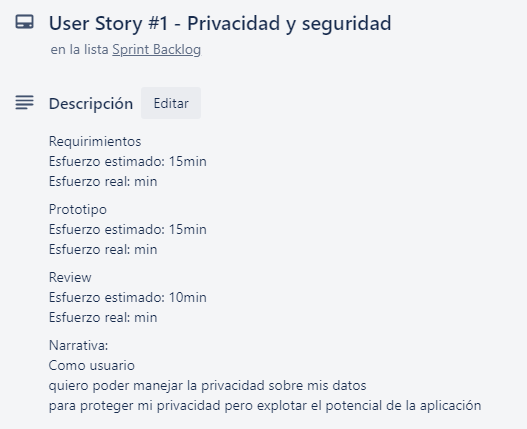 User Story #1 - Privacidad y seguridad
en la lista Sprint Backlog
Descripción Editar
Requirimientos
Esfuerzo estimado: 15min
Esfuerzo real: min
Prototipo
Esfuerzo estimado: 15min
Esfuerzo real: min
Review
Esfuerzo estimado: 10min
Esfuerzo real: min
Narrativa:
Como usuario
quiero poder manejar la privacidad sobre mis datos
para proteger mi privacidad pero explotar el potencial de la aplicación